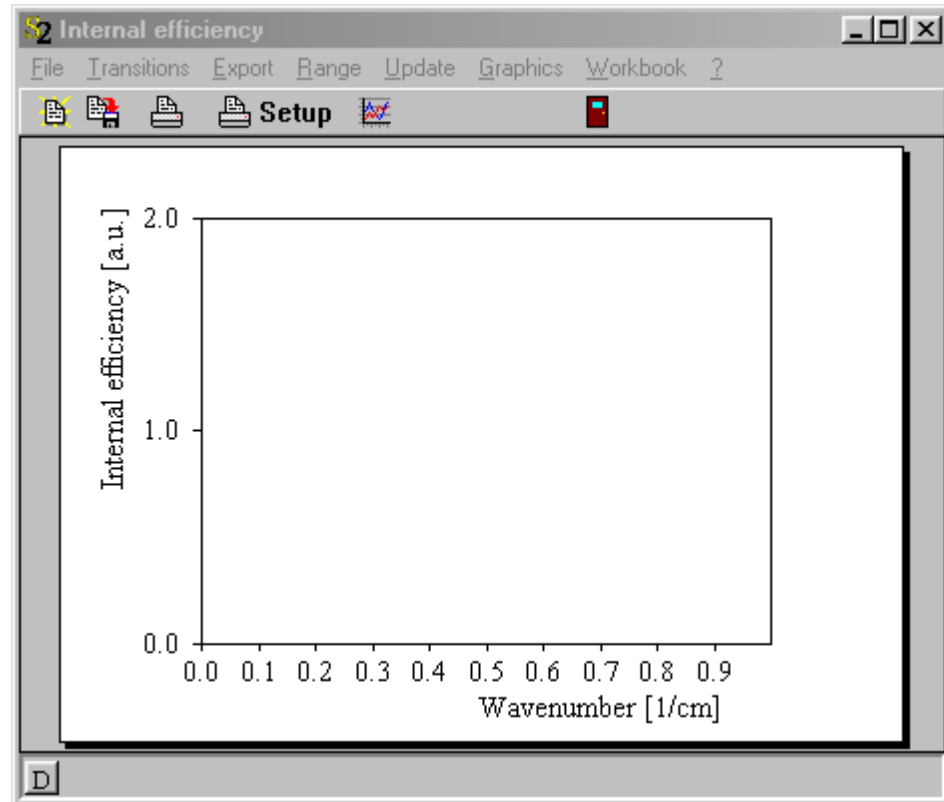 S2 Internal efficiency
File Transitions Export Range Update Graphics Workbook ?
Setup
Internal efficiency [a.u.]
2.0
1.0
0.0
0.0 0.1 0.2 0.3 0.4 0.5 0.6 0.7 0.8 0.9
Wavenumber [1/cm]
D